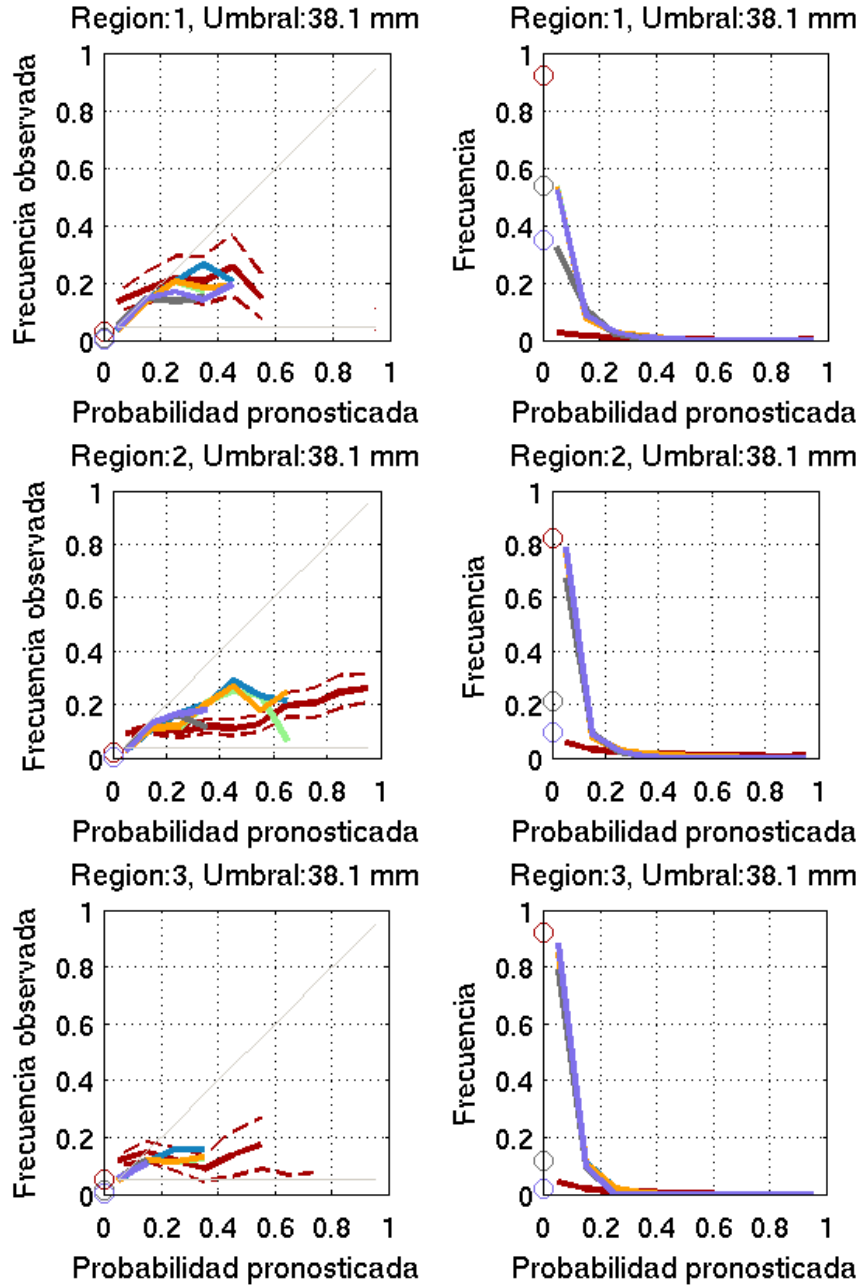 Region:1, Umbral:38.1 mm
Region:1, Umbral:38.1 mm
Frecuencia observada
1
0.8
0.6
0.4
0.2
0
0 0.2 0.4 0.6 0.8 1
Probabilidad pronosticada
Frecuencia
1
0.8
0.6
0.4
0.2
0
0 0.2 0.4 0.6 0.8 1
Probabilidad pronosticada
Region:2, Umbral:38.1 mm
Region:2, Umbral:38.1 mm
Frecuencia observada
1
0.8
0.6
0.4
0.2
0
0 0.2 0.4 0.6 0.8 1
Probabilidad pronosticada
Frecuencia
1
0.8
0.6
0.4
0.2
0
0 0.2 0.4 0.6 0.8 1
Probabilidad pronosticada
Region:3, Umbral:38.1 mm
Region:3, Umbral:38.1 mm
Frecuencia observada
1
0.8
0.6
0.4
0.2
0
0 0.2 0.4 0.6 0.8 1
Probabilidad pronosticada
Frecuencia
1
0.8
0.6
0.4
0.2
0
0 0.2 0.4 0.6 0.8 1
Probabilidad pronosticada